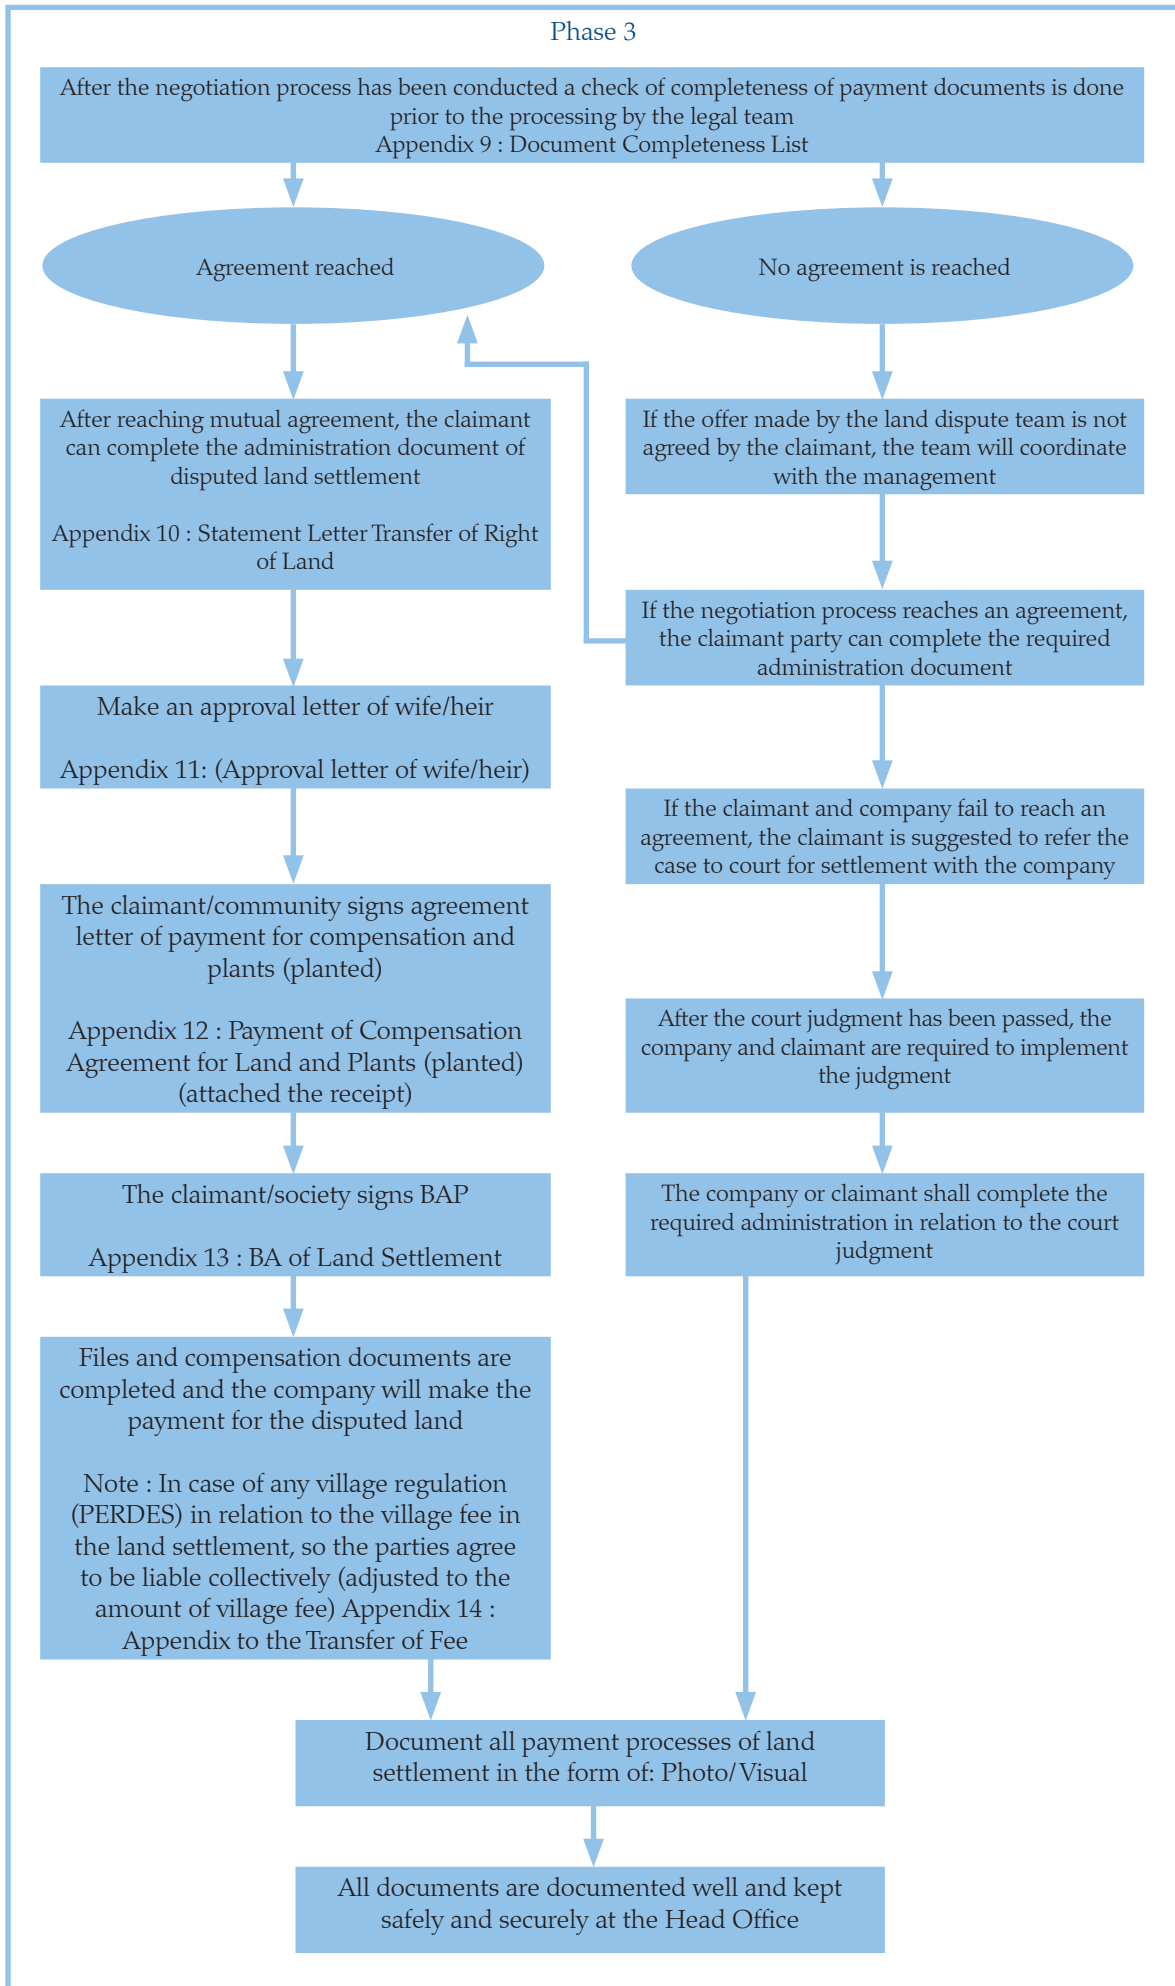 Phase 3
After the negotiation process has been conducted a check of completeness of payment documents is done
prior to the processing by the legal team
Appendix 9 : Document Completeness List
Agreement reached
No agreement is reached
After reaching mutual agreement, the claimant
can complete the administration document of
disputed land settlement
Appendix 10 : Statement Letter Transfer of Right
of Land
If the offer made by the land dispute team is not
agreed by the claimant, the team will coordinate
with the management
If the negotiation process reaches an agreement,
the claimant party can complete the required
administration document
Make an approval letter of wife/heir
Appendix 11: (Approval letter of wife/heir)
If the claimant and company fail to reach an
agreement, the claimant is suggested to refer the
case to court for settlement with the company
The claimant/community signs agreement
letter of payment for compensation and
plants (planted)
Appendix 12 : Payment of Compensation
Agreement for Land and Plants (planted)
(attached the receipt)
After the court judgment has been passed, the
company and claimant are required to implement
the judgment
The claimant/society signs BAP
Appendix 13 : BA of Land Settlement
The company or claimant shall complete the
required administration in relation to the court
judgment
Files and compensation documents are
completed and the company will make the
payment for the disputed land
Note : In case of any village regulation
(PERDES) in relation to the village fee in
the land settlement, so the parties agree
to be liable collectively (adjusted to the
amount of village fee) Appendix 14 :
Appendix to the Transfer of Fee
Document all payment processes of land
settlement in the form of: Photo/Visual
All documents are documented well and kept
safely and securely at the Head Office